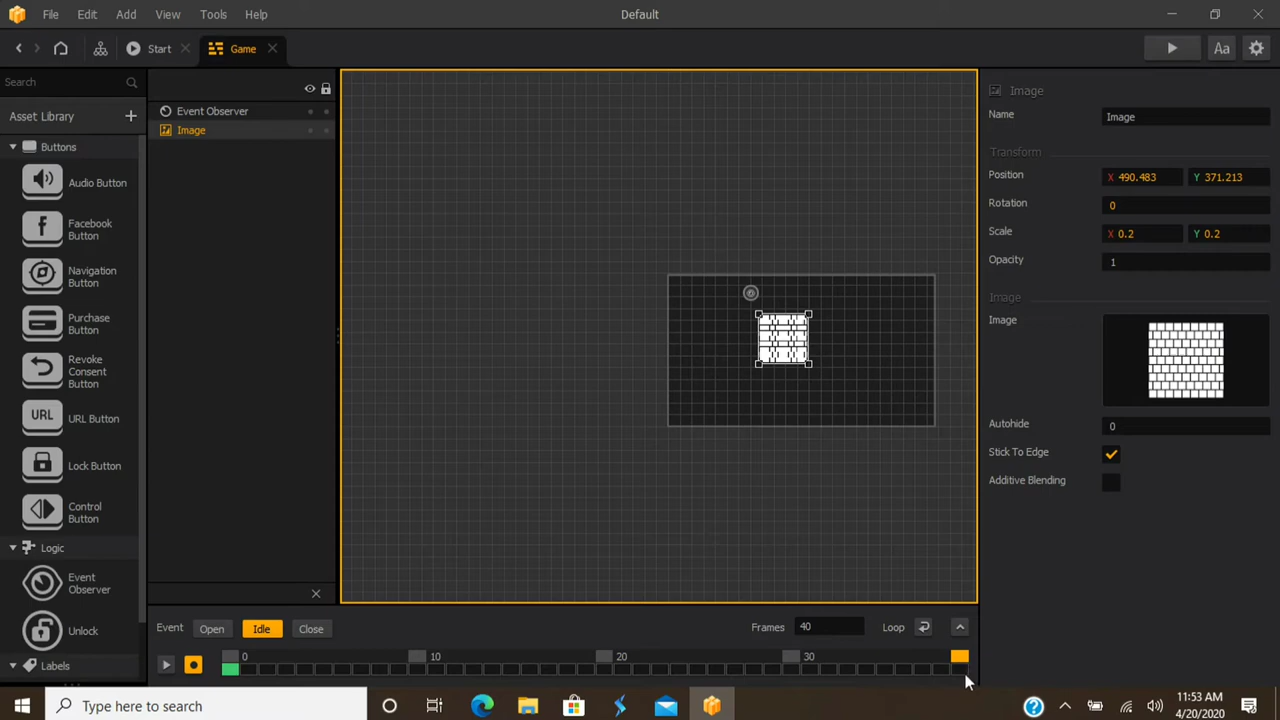 File Edit Add View Tools Help Default
Start Game Aa
Search
Asset Library
Buttons
Audio Button
Facebook
Button
Navigation
Button
Purchase
Button
Revoke
Consent
Button
URL
URL Button
Lock Button
Control
Button
Logic
Event
Observer
Unlock
Labels
Event Observer
Image
Image
Name Image
Transform
Position X 490.483 Y 371.213
Rotation 0
Scale X 0.2 Y 0.2
Opacity 1
Image
Image
Autohide 0
Stick To Edge
Additive Blending
Event Open Idle Close Frames 40 Loop
0 10 20 30
Type here to search
11:53 AM
4/20/2020